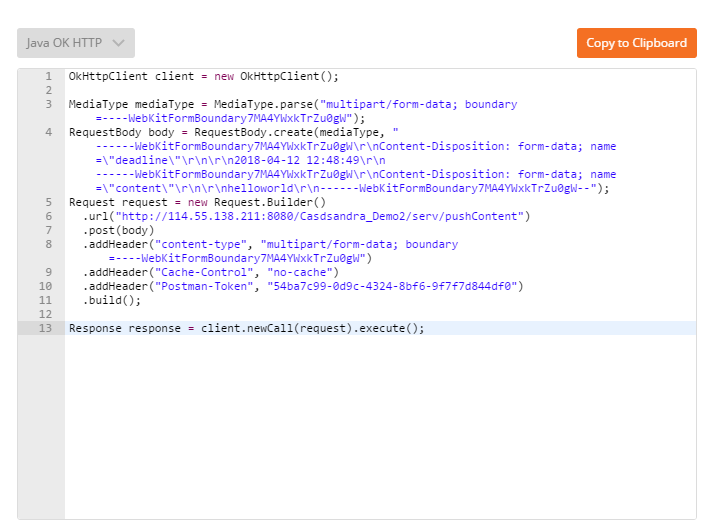 Java OK HTTP
Copy to Clipboard
1 OkHttpClient client = new OkHttpClient();
2
3 MediaType mediaType = MediaType.parse("multipart/form-data; boundary
=----WebKitFormBoundary7MA4YWxkTrZu0gW");
4 RequestBody body = RequestBody.create(mediaType, "
------WebKitFormBoundary7MA4YWxkTrZu0gW\r\nContent-Disposition: form-data; name
=\"deadline\"\r\n\r\n2018-04-12 12:48:49\r\n
------WebKitFormBoundary7MA4YWxkTrZu0gW\r\nContent-Disposition: form-data; name
=\"content\"\r\n\r\nhelloworld\r\n------WebKitFormBoundary7MA4YWxkTrZu0gW--");
5 Request request = new Request.Builder()
6 .url("http://114.55.138.211:8080/Casdsandra_Demo2/serv/pushContent")
7 .post(body)
8 .addHeader("content-type", "multipart/form-data; boundary
=----WebKitFormBoundary7MA4YWxkTrZu0gW")
9 .addHeader("Cache-Control", "no-cache")
10 .addHeader("Postman-Token", "54ba7c99-0d9c-4324-8bf6-9f7f7d844df0")
11 .build();
12
13 Response response = client.newCall(request).execute();